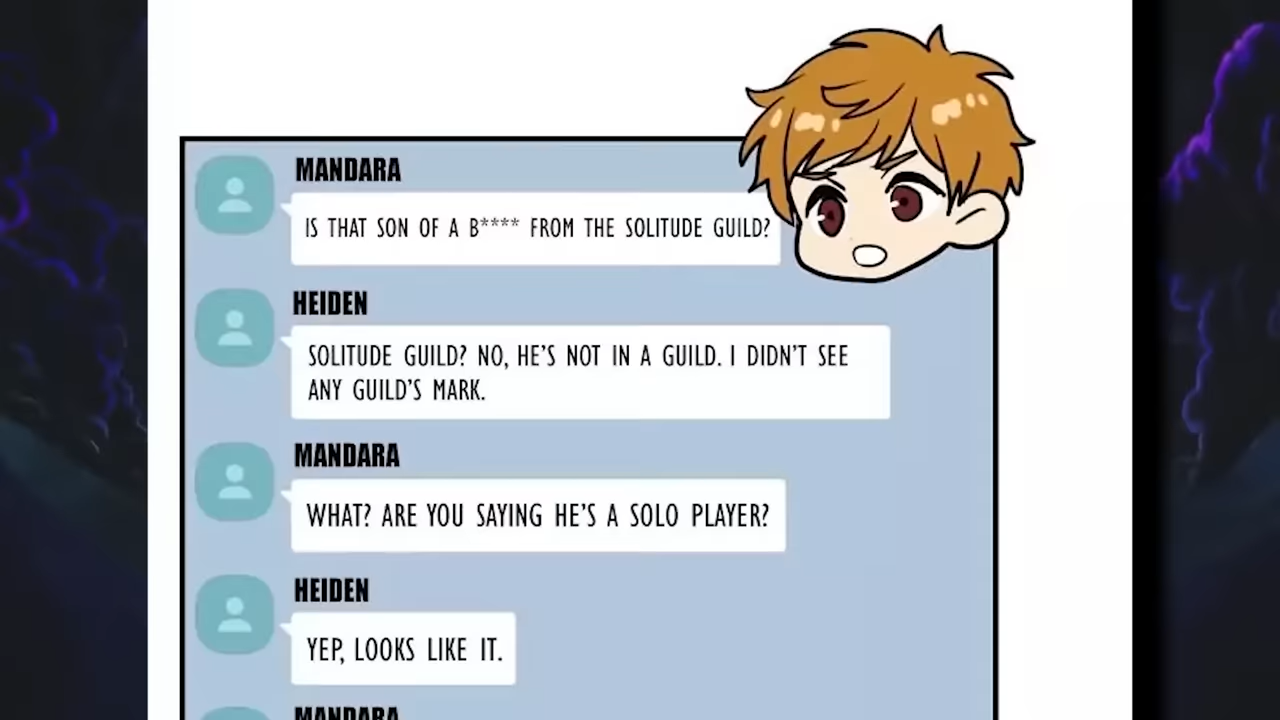 MANDARA
IS THAT SON OF A B**** FROM THE SOLITUDE GUILD?
HEIDEN
SOLITUDE GUILD? NO, HE'S NOT IN A GUILD. I DIDN'T SEE
ANY GUILD'S MARK.
MANDARA
WHAT? ARE YOU SAYING HE'S A SOLO PLAYER?
HEIDEN
YEP, LOOKS LIKE IT.
MANDARA